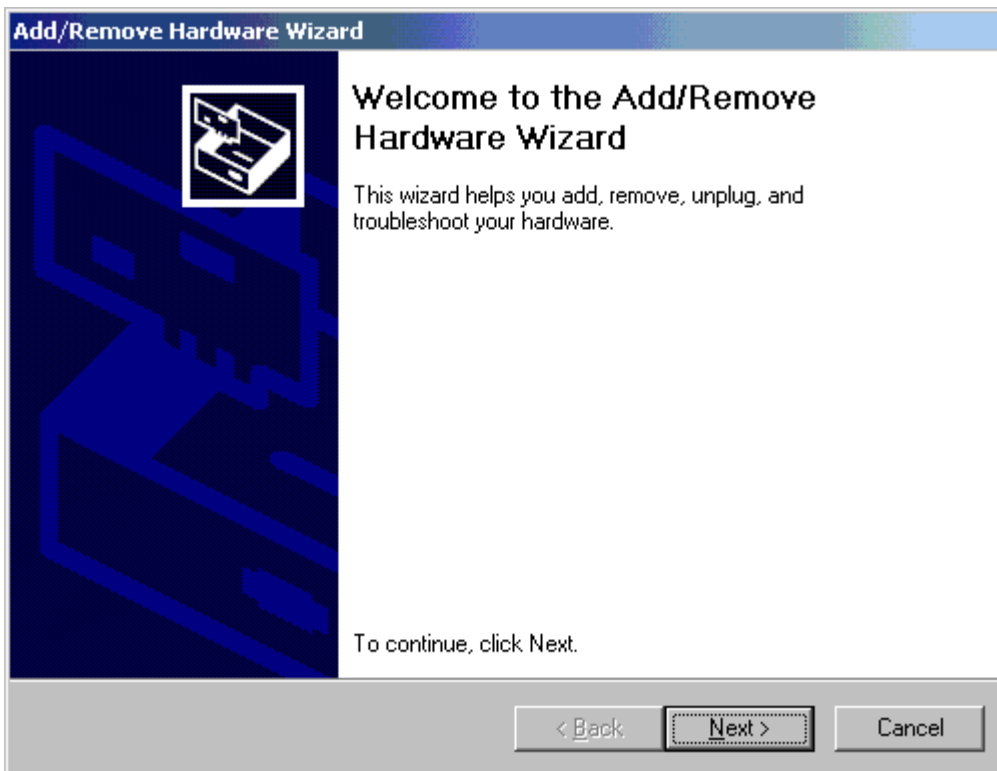 Add/Remove Hardware Wizard
Welcome to the Add/Remove
Hardware Wizard
This wizard helps you add, remove, unplug, and
troubleshoot your hardware.
To continue, click Next.
< Back
Next >
Cancel